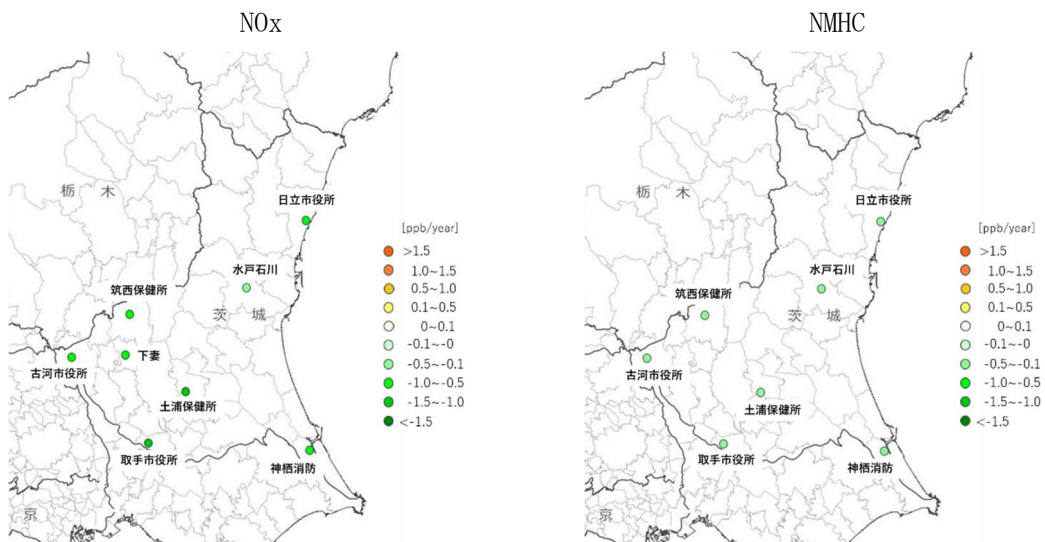 NOx
栃 木
日立市役所
水戸石川
筑西保健所
茨 城
下妻
古河市役所
土浦保健所
取手市役所
神栖消防
京
[ppb/year]
>1.5
1.0~1.5
0.5~1.0
0.1~0.5
0~0.1
-0.1~-0
-0.5~-0.1
-1.0~-0.5
-1.5~-1.0
<-1.5
NMHC
栃 木
日立市役所
水戸石川
筑西保健所
茨 城
古河市役所
土浦保健所
取手市役所
神栖消防
京
[ppb/year]
>1.5
1.0~1.5
0.5~1.0
0.1~0.5
0~0.1
-0.1~-0
-0.5~-0.1
-1.0~-0.5
-1.5~-1.0
<-1.5